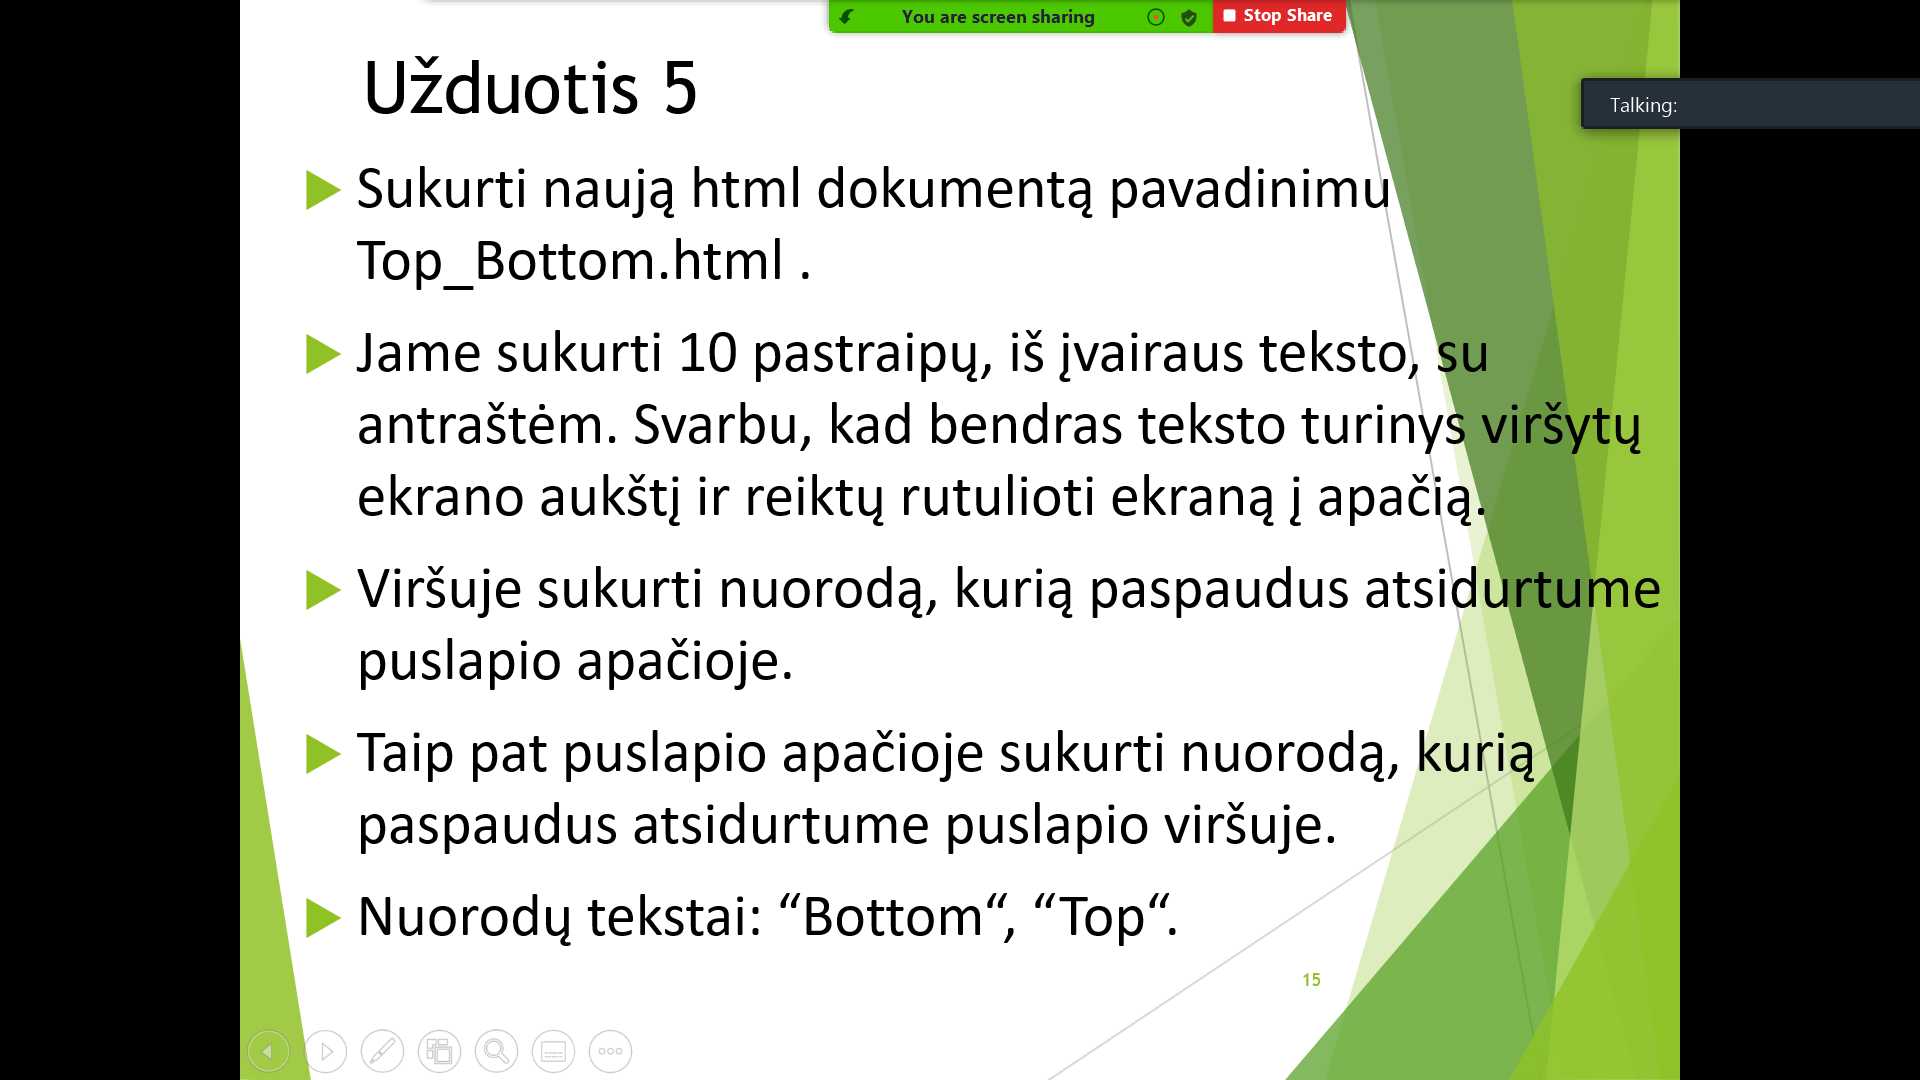 You are screen sharing
Stop Share
Talking:
Užduotis 5
Sukurti naują html dokumentą pavadinimu
Top_Bottom.html .
Jame sukurti 10 pastraipų, iš įvairaus teksto, su
antraštėm. Svarbu, kad bendras teksto turinys viršytų
ekrano aukštį ir reiktų rutulioti ekraną į apačią.
Viršuje sukurti nuorodą, kurią paspaudus atsidurtume
puslapio apačioje.
Taip pat puslapio apačioje sukurti nuorodą, kurią
paspaudus atsidurtume puslapio viršuje.
Nuorodų tekstai: “Bottom“, “Top“.
15